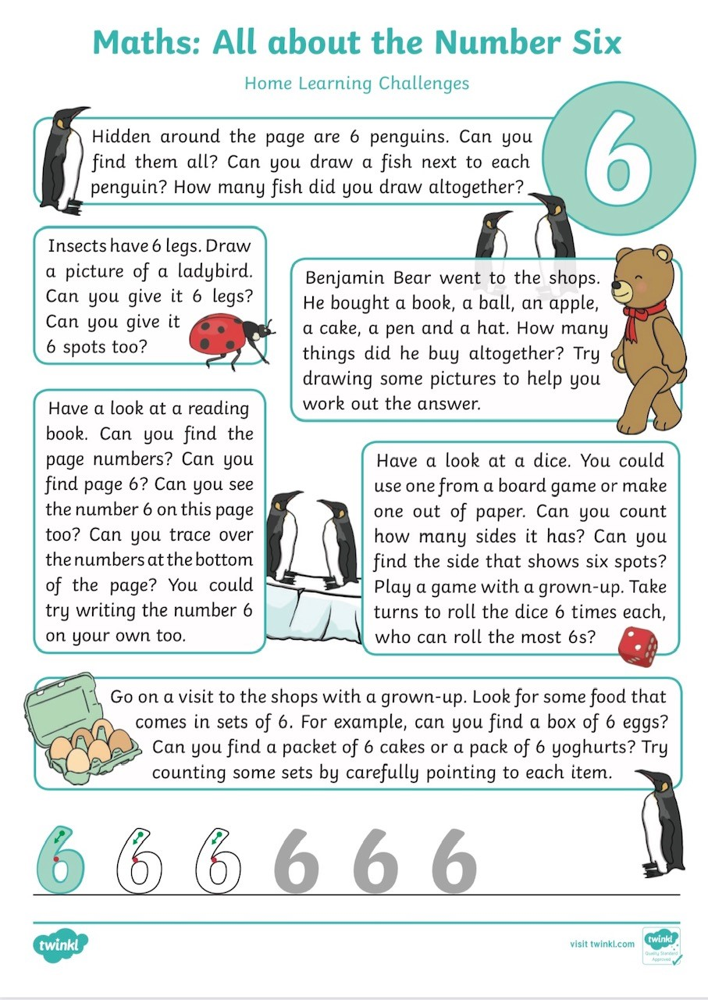 Maths: All about the Number Six
Home Learning Challenges
6
Hidden around the page are 6 penguins. Can you
find them all? Can you draw a fish next to each
penguin? How many fish did you draw altogether?
Insects have 6 legs. Draw
a picture of a ladybird.
Can you give it 6 legs?
Can you give it
6 spots too?
Benjamin Bear went to the shops.
He bought a book, a ball, an apple,
a cake, a pen and a hat. How many
things did he buy altogether? Try
drawing some pictures to help you
work out the answer.
Have a look at a reading
book. Can you find the
page numbers? Can you
find page 6? Can you see
the number 6 on this page
too? Can you trace over
the numbers at the bottom
of the page? You could
try writing the number 6
on your own too.
Have a look at a dice. You could
use one from a board game or make
one out of paper. Can you count
how many sides it has? Can you
find the side that shows six spots?
Play a game with a grown-up. Take
turns to roll the dice 6 times each,
who can roll the most 6s?
Go on a visit to the shops with a grown-up. Look for some food that
comes in sets of 6. For example, can you find a box of 6 eggs?
Can you find a packet of 6 cakes or a pack of 6 yoghurts? Try
counting some sets by carefully pointing to each item.
6 6 6 6 6 6
twinkl
visit twinkl.com
twinkl
Quality Standard
Approved